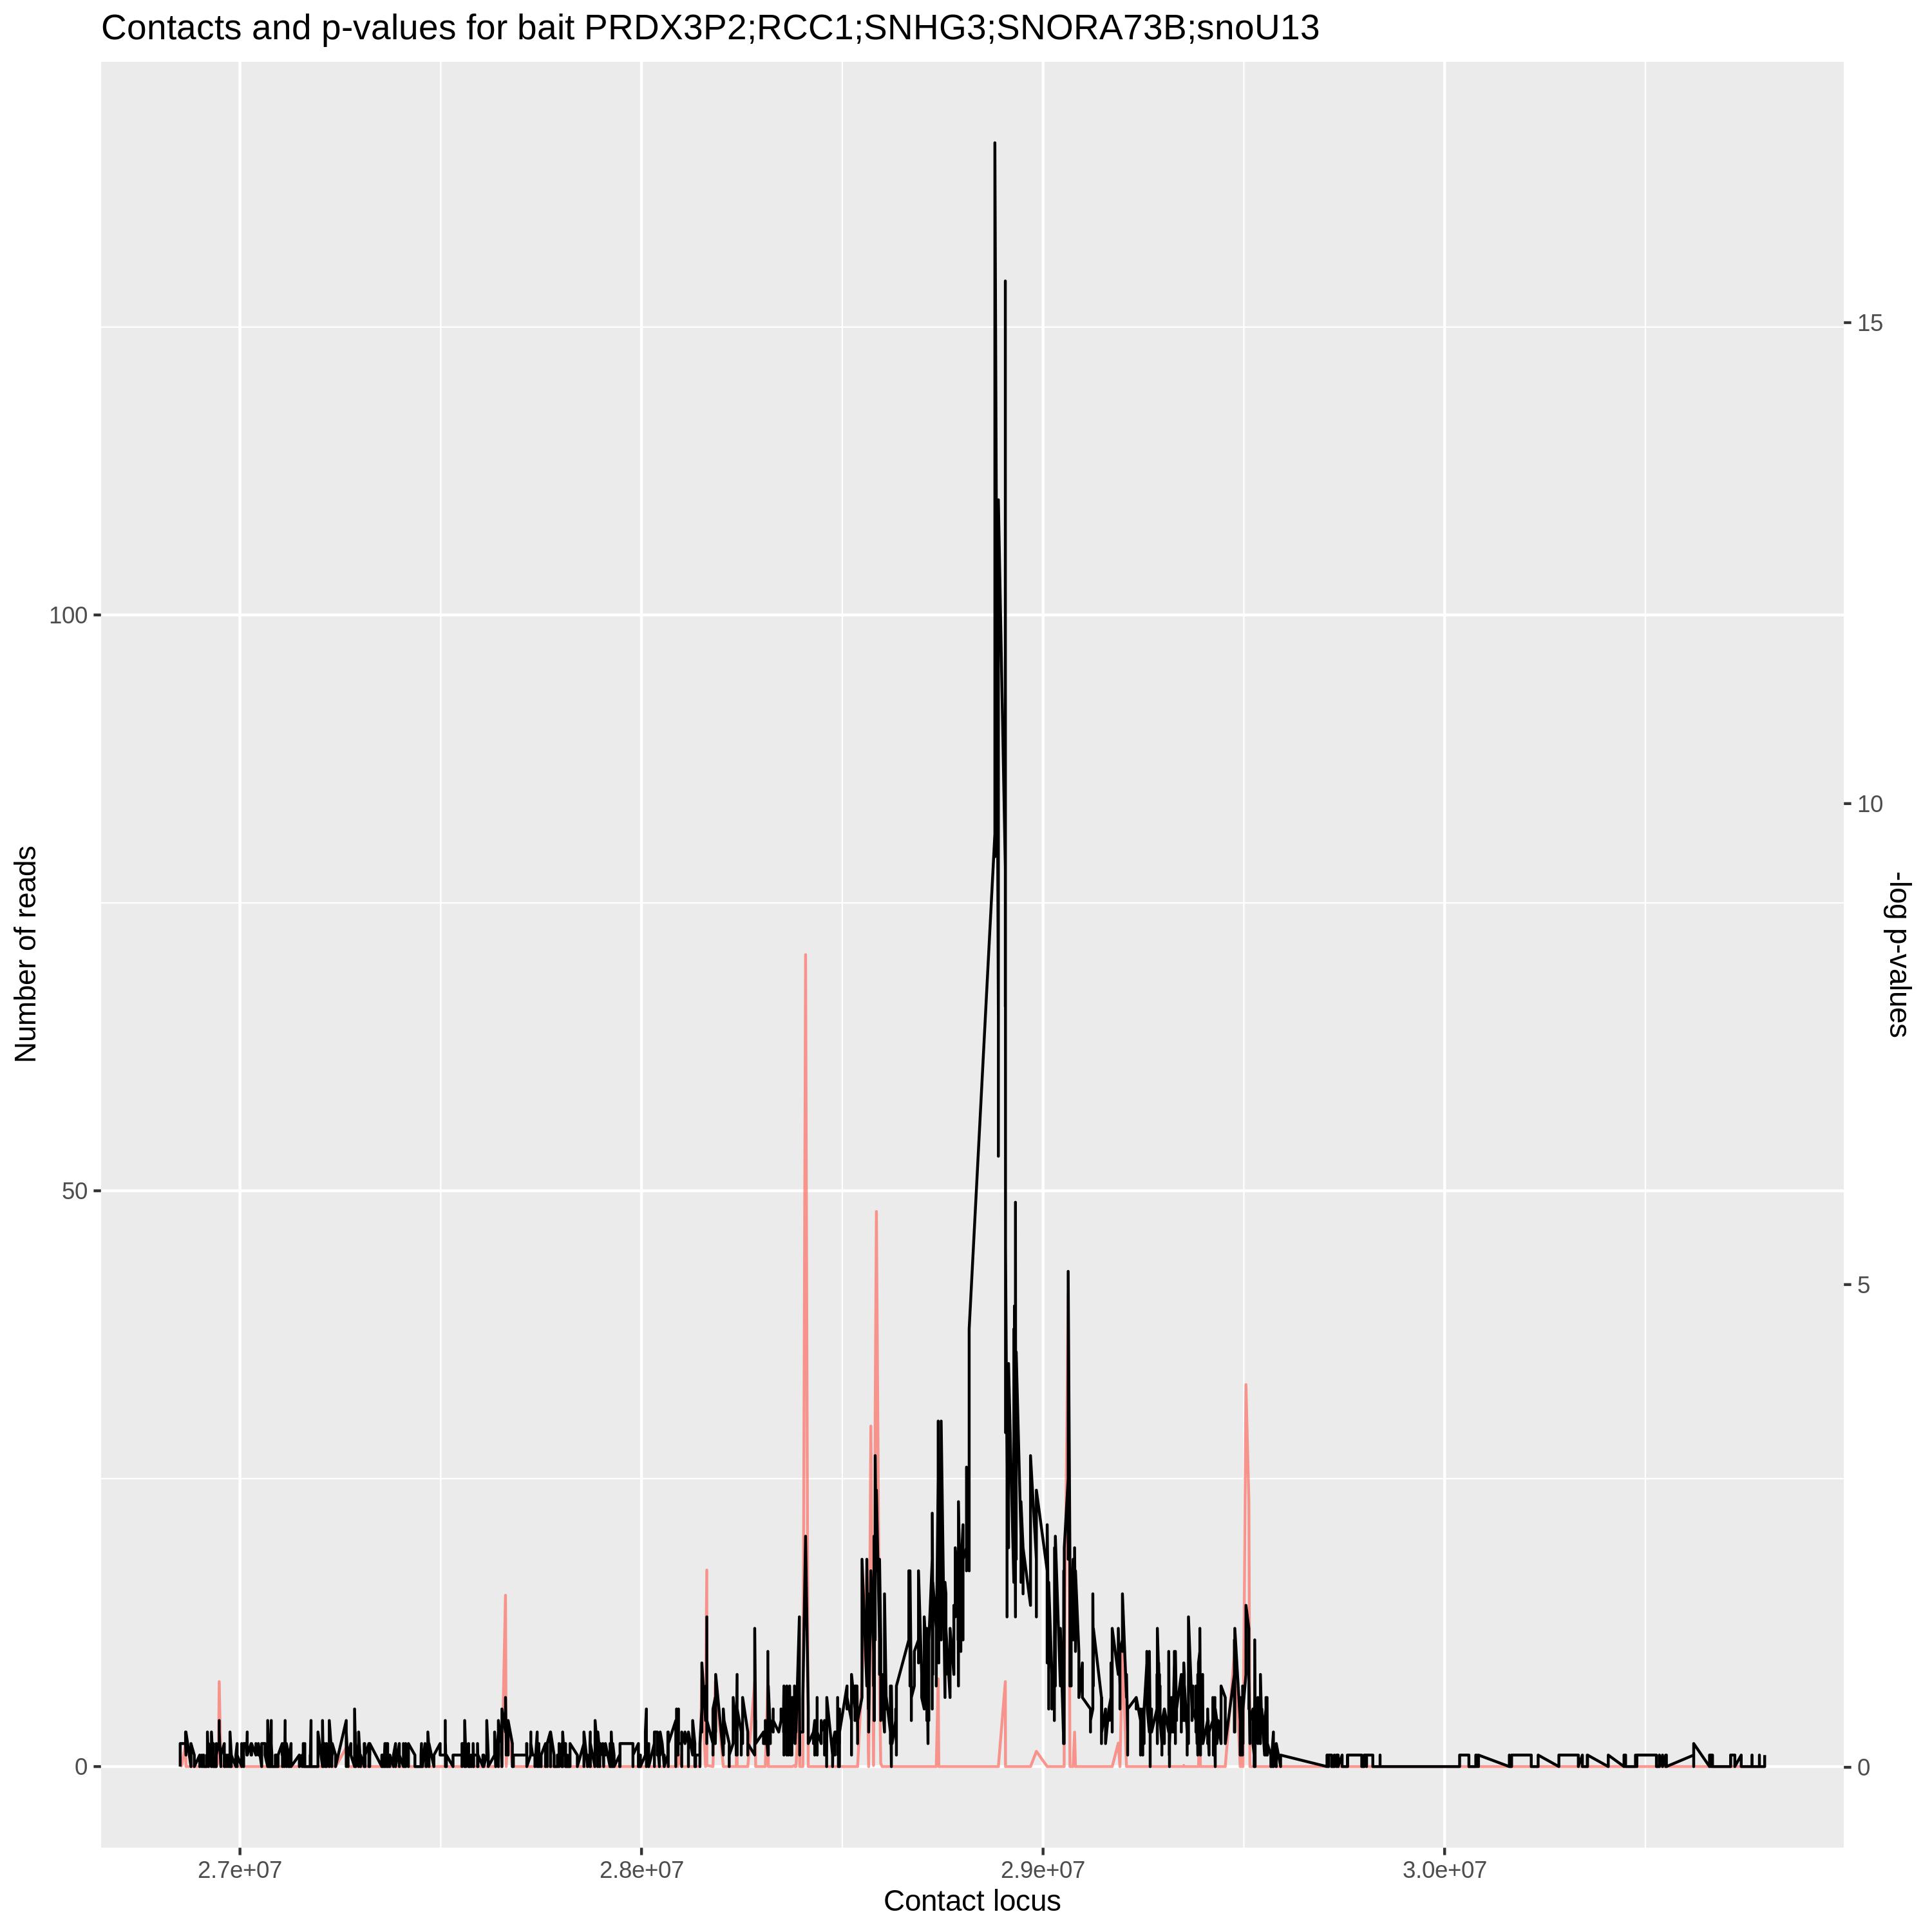 Contacts and p-values for bait PRDX3P2;RCC1;SNHG3;SNORA73B;snoU13
Number of reads
100
50
0
15
10
5
0
-log p-values
2.7e+07
2.8e+07
2.9e+07
3.0e+07
Contact locus